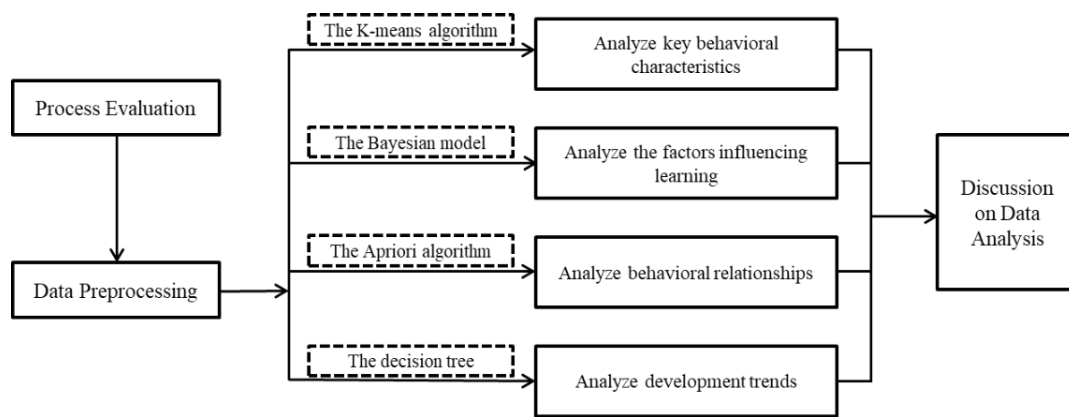 Process Evaluation
Data Preprocessing
The K-means algorithm
Analyze key behavioral
characteristics
The Bayesian model
Analyze the factors influencing
learning
The Apriori algorithm
Analyze behavioral relationships
The decision tree
Analyze development trends
Discussion
on Data
Analysis